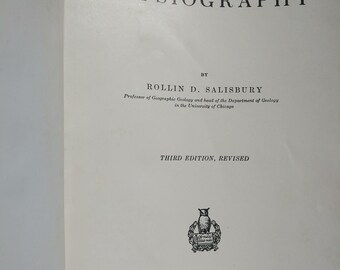 SIOGRAPHY
BY
ROLLIN D. SALISBURY
Professor of Geographic Geology and head of the Department of Geology
in the University of Chicago
THIRD EDITION, REVISED